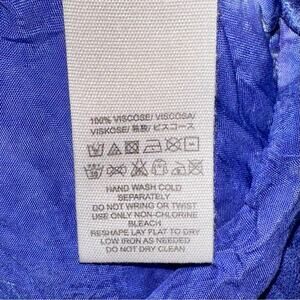 100% VISCOSE/ VISCOSA/
VISKOSE/ 粘胶/ ビスコース
HAND WASH COLD
SEPARATELY
DO NOT WRING OR TWIST
USE ONLY NON-CHLORINE
BLEACH
RESHAPE LAY FLAT TO DRY
LOW IRON AS NEEDED
DO NOT DRY CLEAN